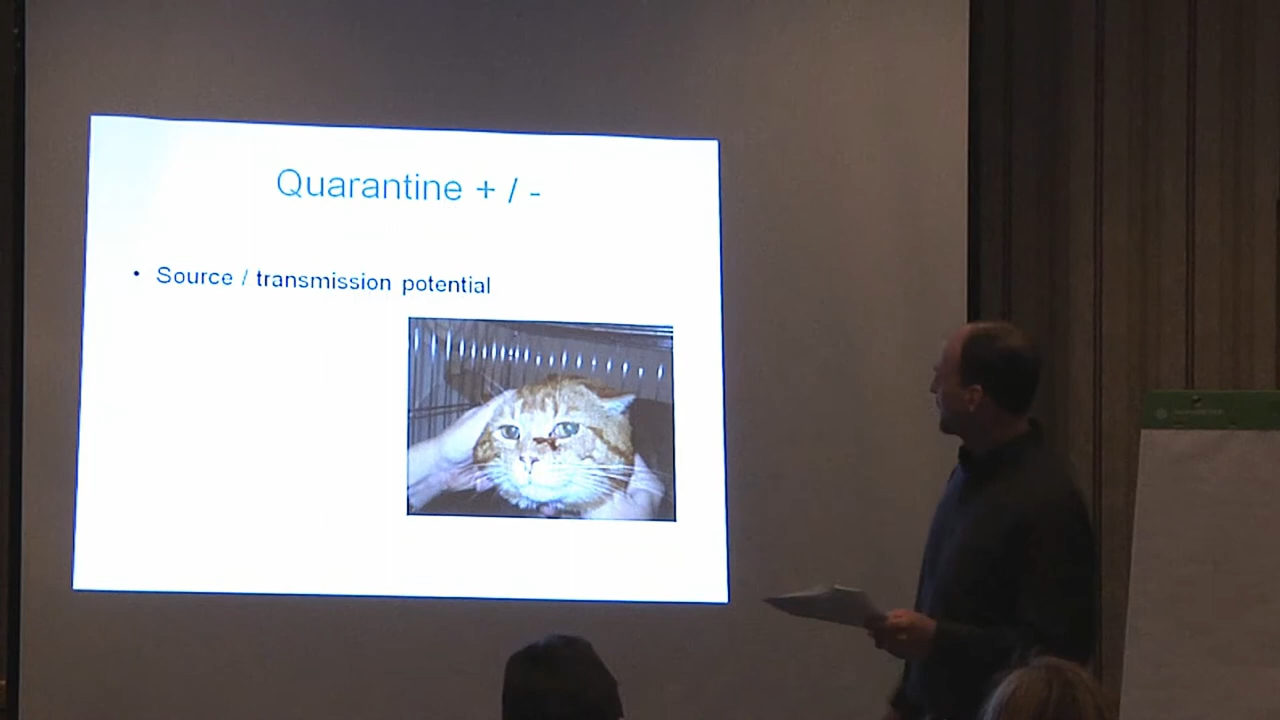 Quarantine + / -
• Source / transmission potential